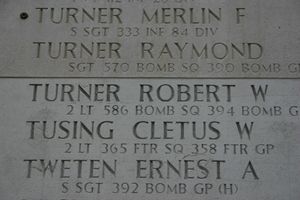 TURNER MERLIN F
S SGT 333 INF 84 DIV
TURNER RAYMOND
SGT 570 BOMB SQ 390 BOMB GP
TURNER ROBERT W
2 LT 586 BOMB SQ 394 BOMB G
TUSING CLETUS W
2 LT 365 FTR SQ 358 FTR GP
TWETEN ERNEST A
S SGT 392 BOMB GP (H)